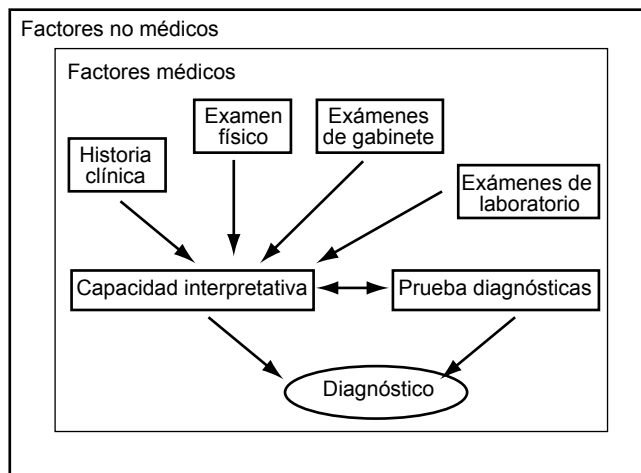 Factores no médicos
Factores médicos
Examen
físico
Exámenes
de gabinete
Historia
clínica
Exámenes de
laboratorio
Capacidad interpretativa
Prueba diagnósticas
Diagnóstico